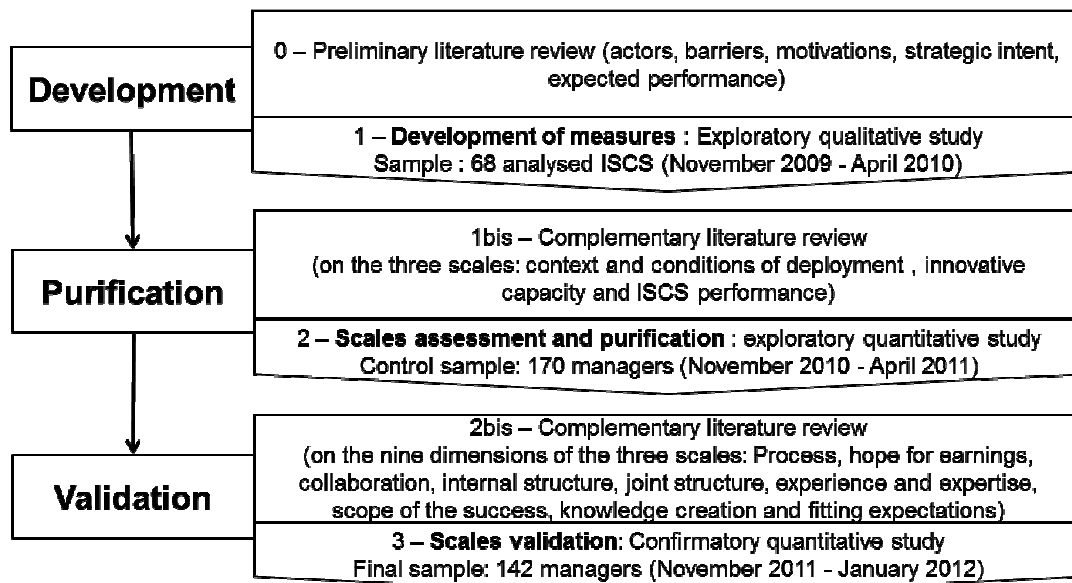 Development
0 – Preliminary literature review (actors, barriers, motivations, strategic intent,
expected performance)
1 – Development of measures : Exploratory qualitative study
Sample : 68 analysed ISCS (November 2009 - April 2010)
Purification
1bis – Complementary literature review
(on the three scales: context and conditions of deployment , innovative
capacity and ISCS performance)
2 – Scales assessment and purification : exploratory quantitative study
Control sample: 170 managers (November 2010 - April 2011)
Validation
2bis – Complementary literature review
(on the nine dimensions of the three scales: Process, hope for earnings,
collaboration, internal structure, joint structure, experience and expertise,
scope of the success, knowledge creation and fitting expectations)
3 – Scales validation: Confirmatory quantitative study
Final sample: 142 managers (November 2011 - January 2012)